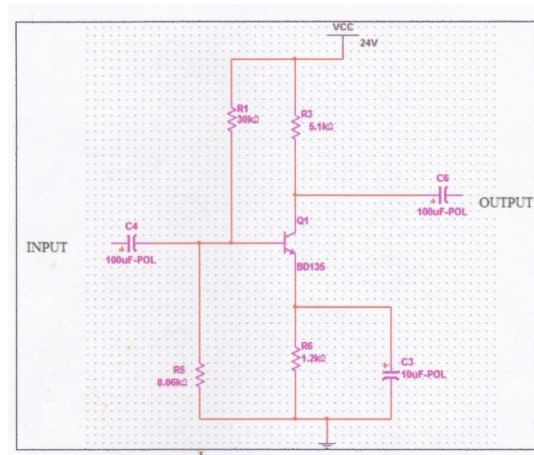 VCC
24V
R1
30kΩ
R3
5.1kΩ
C6
100uF-POL
OUTPUT
Q1
BD135
C4
100uF-POL
INPUT
R5
8.06kΩ
R6
1.2kΩ
C3
10uF-POL